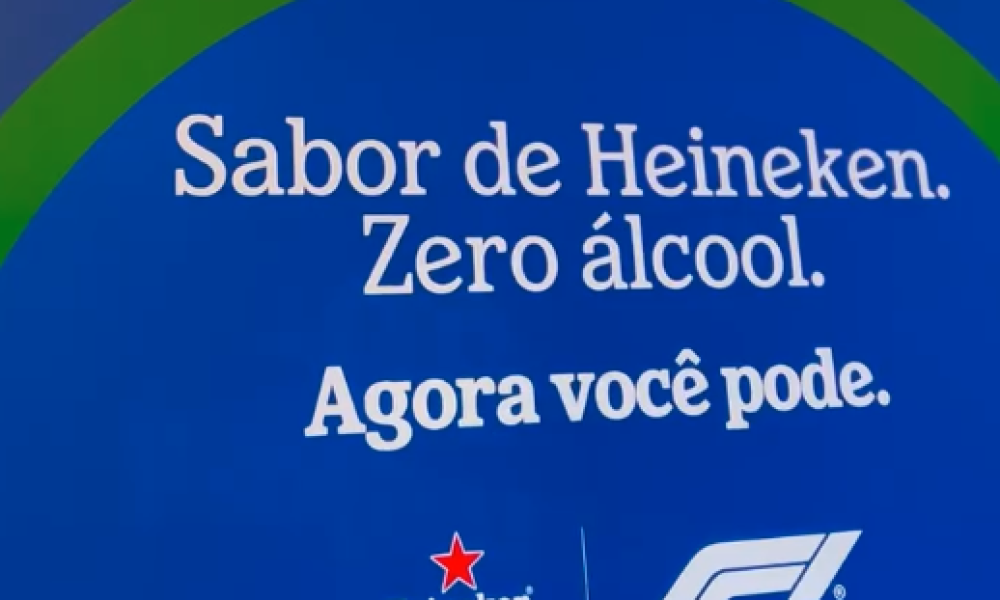 Sabor de Heineken.
Zero álcool.
Agora você pode.